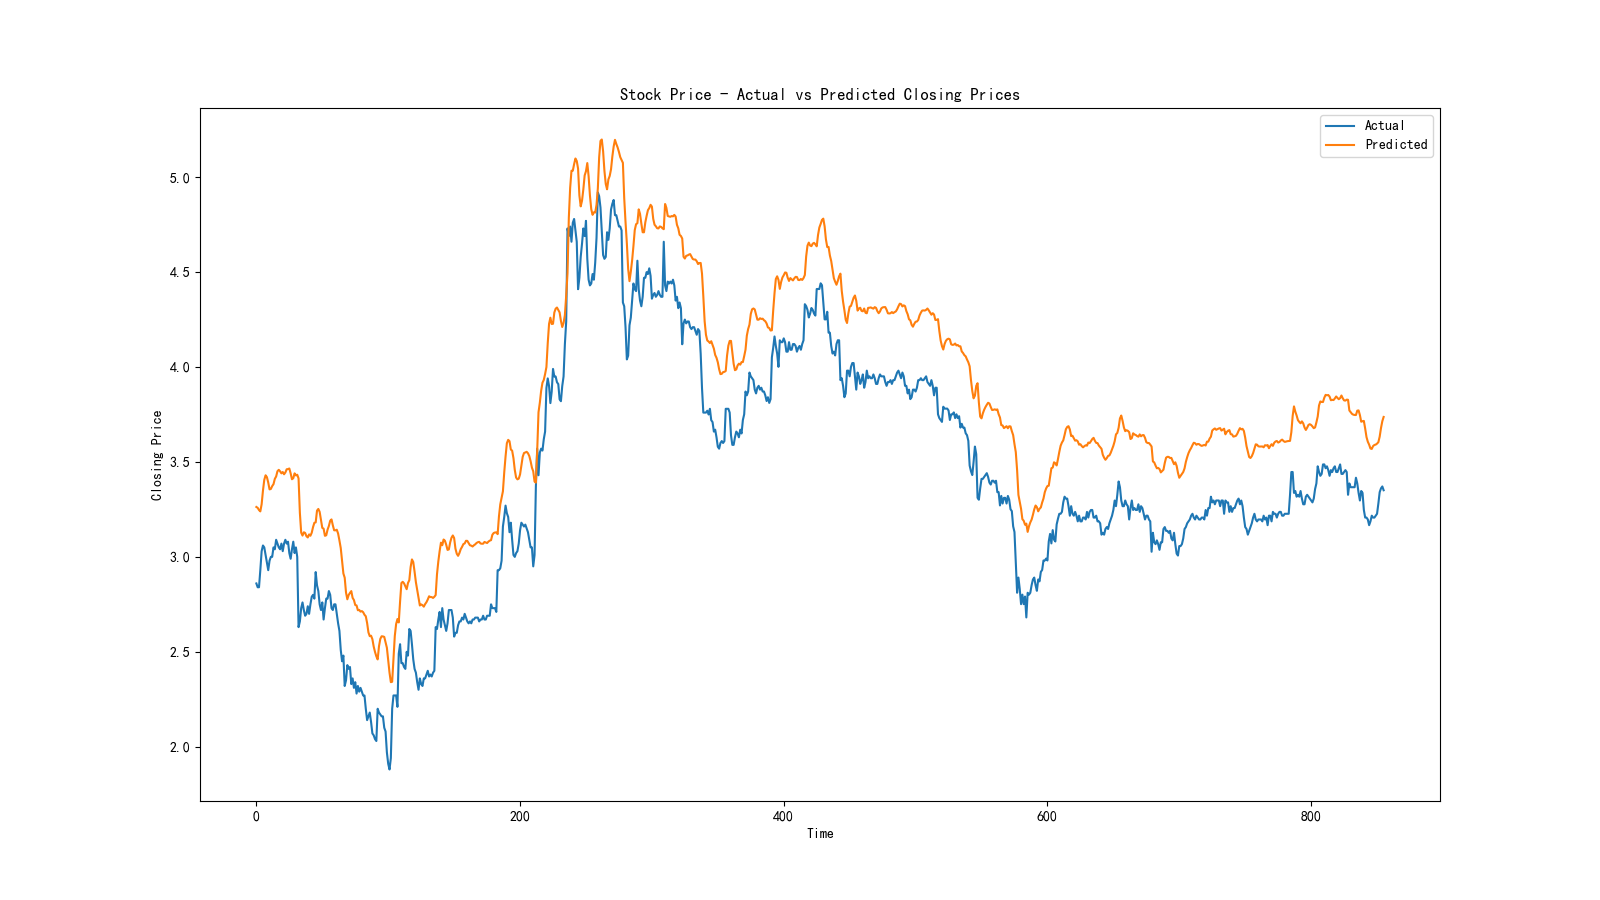 Stock Price - Actual vs Predicted Closing Prices
Actual
Predicted
Closing Price
5.0
4.5
4.0
3.5
3.0
2.5
2.0
0
200
400
600
800
Time